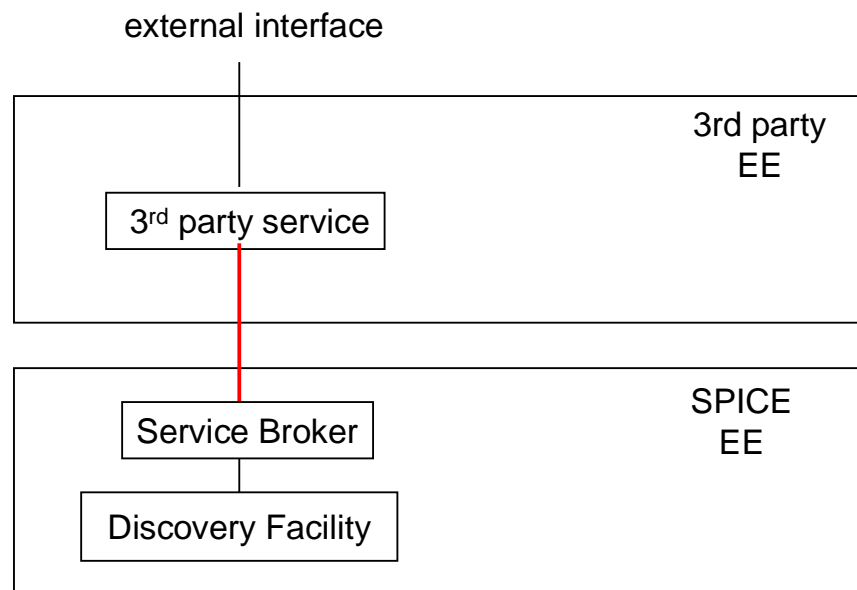 external interface
3rd party
EE
3rd party service
SPICE
EE
Service Broker
Discovery Facility